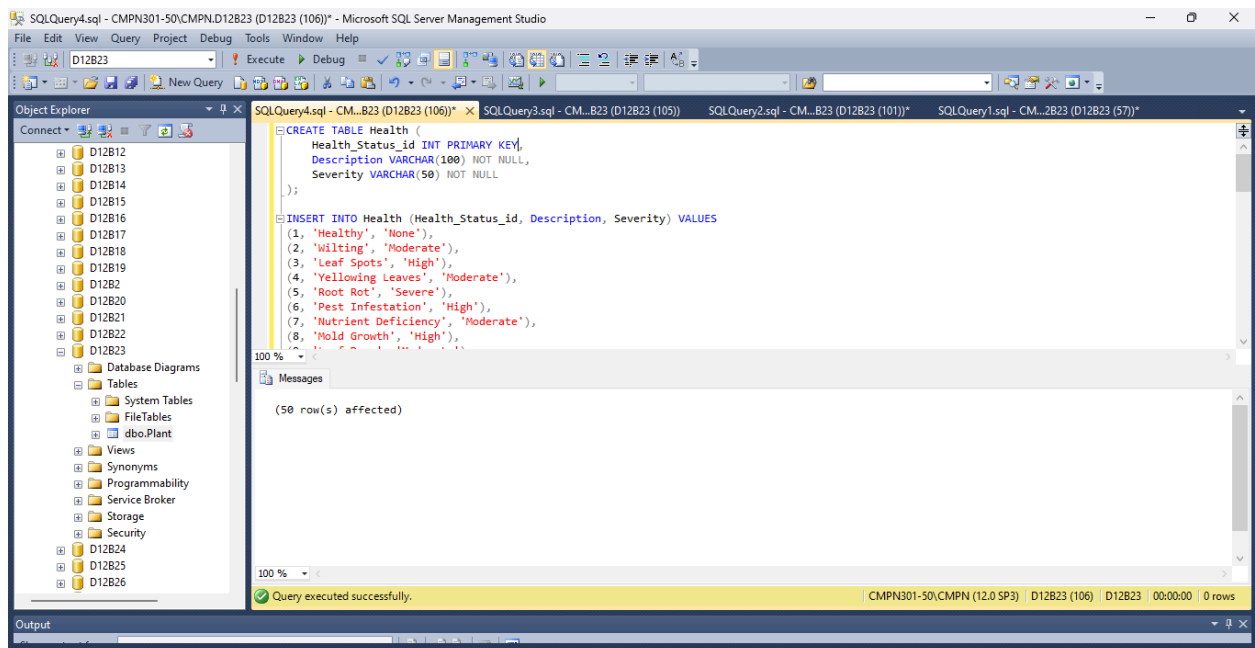 SQLQuery4.sql - CMPN301-50\CMPN.D12B23 (D12B23 (106))* - Microsoft SQL Server Management Studio
File Edit View Query Project Debug Tools Window Help
D12B23 Execute Debug
New Query
Object Explorer
Connect
D12B12
D12B13
D12B14
D12B15
D12B16
D12B17
D12B18
D12B19
D12B2
D12B20
D12B21
D12B22
D12B23
Database Diagrams
Tables
System Tables
FileTables
dbo.Plant
Views
Synonyms
Programmability
Service Broker
Storage
Security
D12B24
D12B25
D12B26
SQLQuery4.sql - CM...B23 (D12B23 (106))* SQLQuery3.sql - CM...B23 (D12B23 (105)) SQLQuery2.sql - CM...B23 (D12B23 (101))* SQLQuery1.sql - CM...2B23 (D12B23 (57))*
CREATE TABLE Health (
Health_Status_id INT PRIMARY KEY,
Description VARCHAR(100) NOT NULL,
Severity VARCHAR(50) NOT NULL
);
INSERT INTO Health (Health_Status_id, Description, Severity) VALUES
(1, 'Healthy', 'None'),
(2, 'Wilting', 'Moderate'),
(3, 'Leaf Spots', 'High'),
(4, 'Yellowing Leaves', 'Moderate'),
(5, 'Root Rot', 'Severe'),
(6, 'Pest Infestation', 'High'),
(7, 'Nutrient Deficiency', 'Moderate'),
(8, 'Mold Growth', 'High'),
100 %
Messages
(50 row(s) affected)
100 %
Query executed successfully. CMPN301-50\CMPN (12.0 SP3) D12B23 (106) D12B23 00:00:00 0 rows
Output